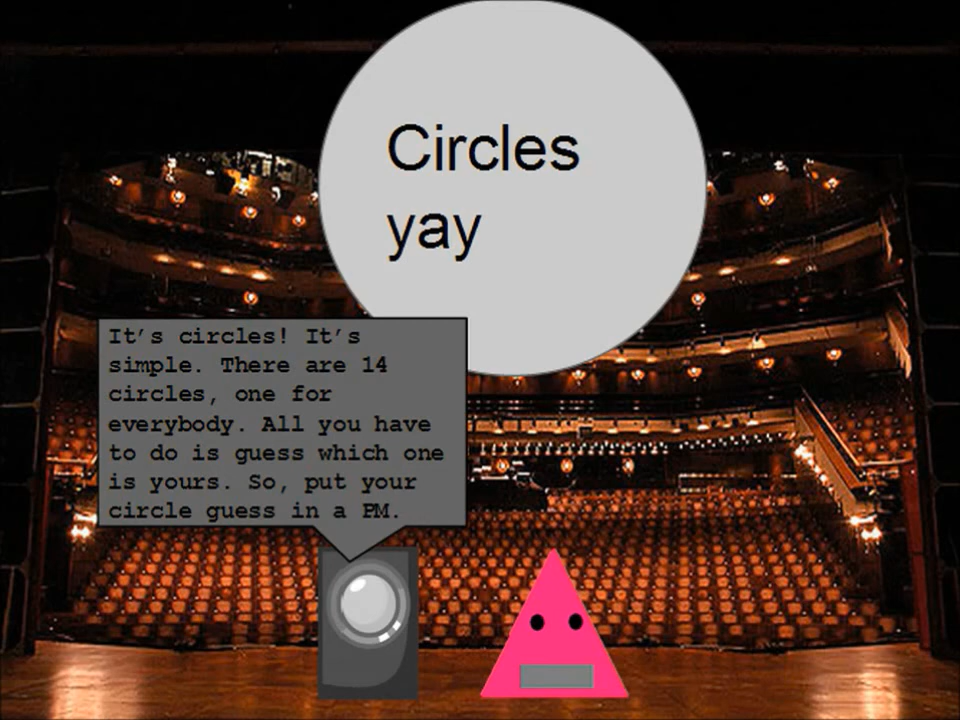 Circles
yay
It’s circles! It’s
simple. There are 14
circles, one for
everybody. All you have
to do is guess which one
is yours. So, put your
circle guess in a PM.